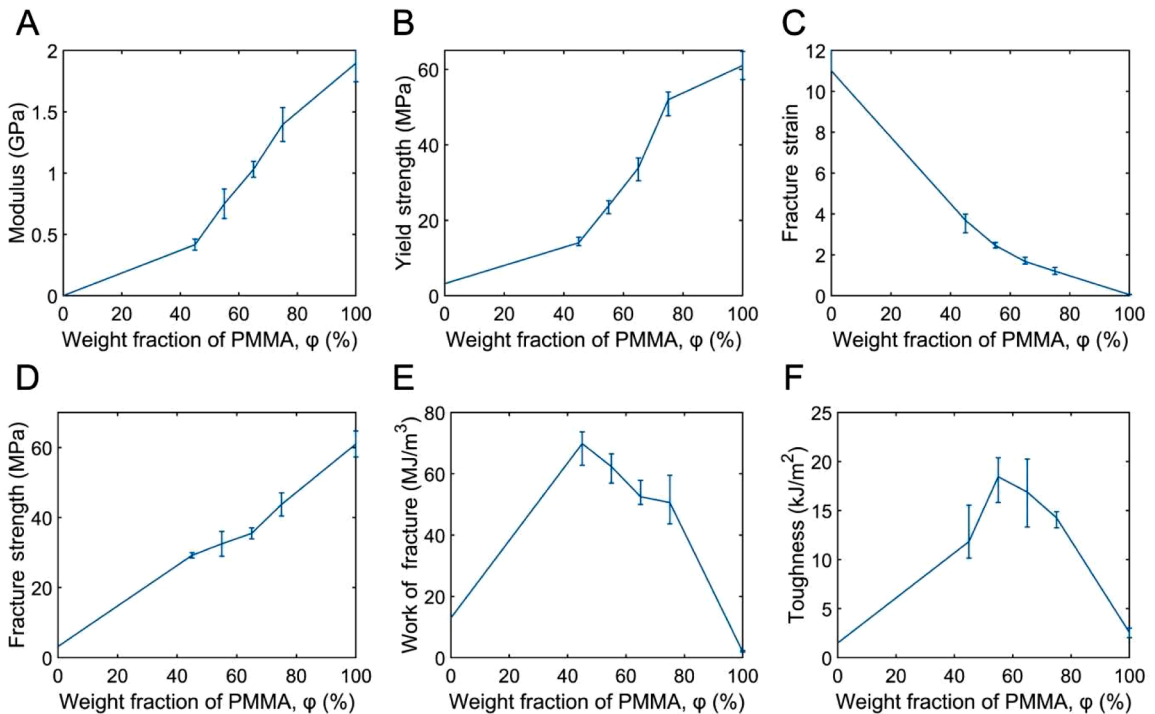 A
Modulus (GPa)
2
1.5
1
0.5
0
0 20 40 60 80 100
Weight fraction of PMMA, φ (%)
B
Yield strength (MPa)
60
40
20
0
0 20 40 60 80 100
Weight fraction of PMMA, φ (%)
C
Fracture strain
12
10
8
6
4
2
0
0 20 40 60 80 100
Weight fraction of PMMA, φ (%)
D
Fracture strength (MPa)
60
40
20
0
0 20 40 60 80 100
Weight fraction of PMMA, φ (%)
E
Work of fracture (MJ/m³)
80
60
40
20
0
0 20 40 60 80 100
Weight fraction of PMMA, φ (%)
F
Toughness (kJ/m²)
25
20
15
10
5
0
0 20 40 60 80 100
Weight fraction of PMMA, φ (%)